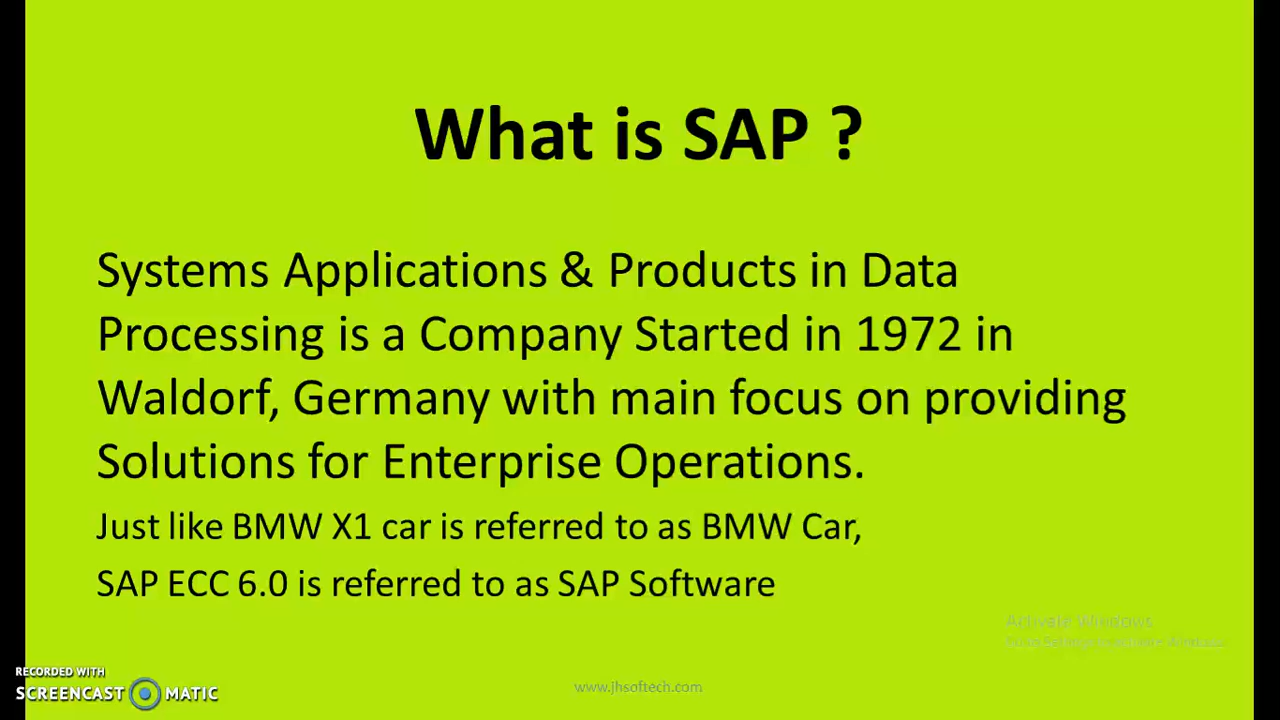 What is SAP ?
Systems Applications & Products in Data
Processing is a Company Started in 1972 in
Waldorf, Germany with main focus on providing
Solutions for Enterprise Operations.
Just like BMW X1 car is referred to as BMW Car,
SAP ECC 6.0 is referred to as SAP Software
Activate Windows
RECORDED WITH
SCREENCAST MATIC
www.jhsoftech.com